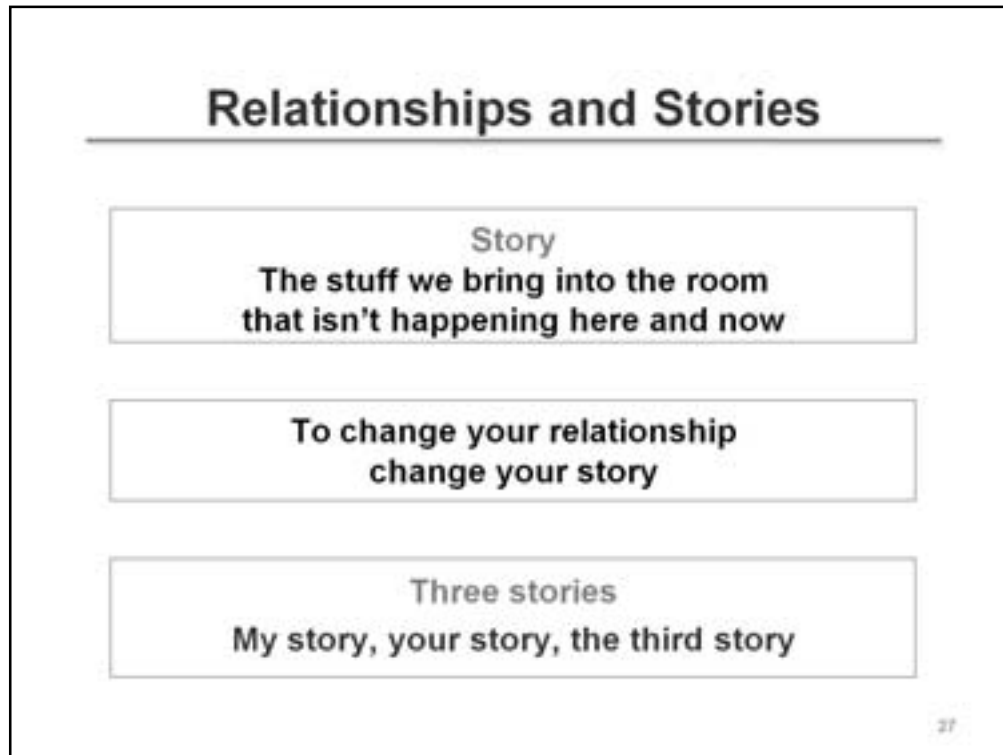 Relationships and Stories
Story
The stuff we bring into the room
that isn't happening here and now
To change your relationship
change your story
Three stories
My story, your story, the third story
27